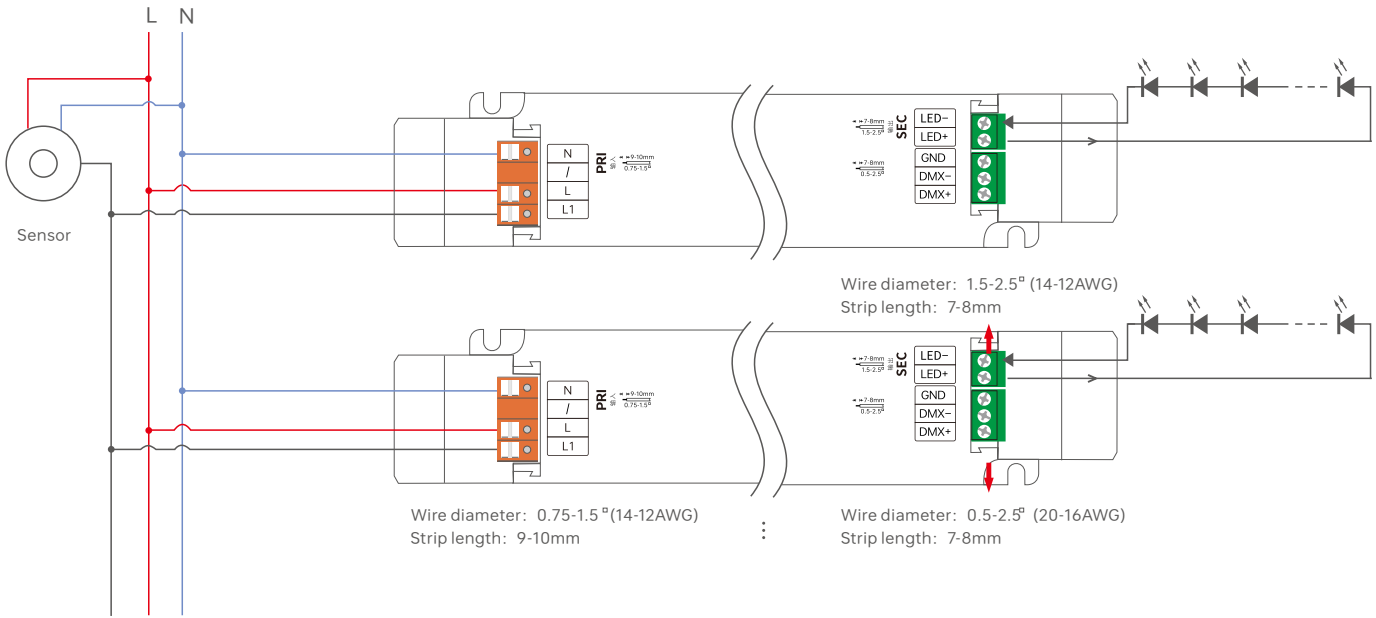 L N
Sensor
N
/
L
L1
PRI
9-10mm
0.75-1.5□
7-8mm
1.5-2.5□
SEC
7-8mm
0.5-2.5□
LED-
LED+
GND
DMX-
DMX+
Wire diameter: 1.5-2.5□ (14-12AWG)
Strip length: 7-8mm
N
/
L
L1
PRI
9-10mm
0.75-1.5□
7-8mm
1.5-2.5□
SEC
7-8mm
0.5-2.5□
LED-
LED+
GND
DMX-
DMX+
Wire diameter: 0.75-1.5□(14-12AWG)
Strip length: 9-10mm
⋮
Wire diameter: 0.5-2.5□ (20-16AWG)
Strip length: 7-8mm